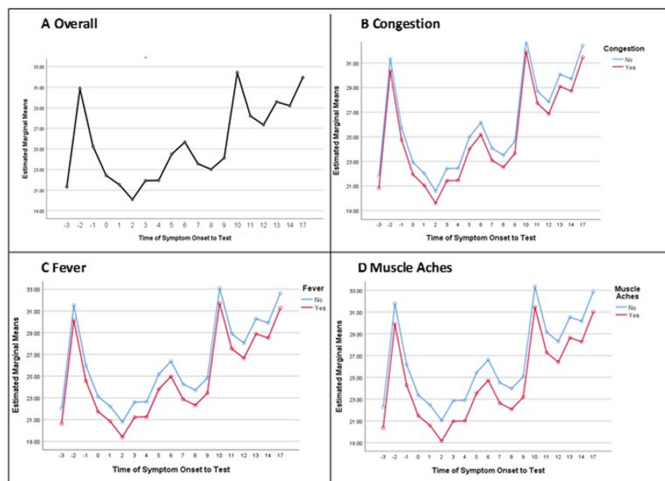 A Overall
Estimated Marginal Means
33.00
31.00
29.00
27.00
25.00
23.00
21.00
19.00
-3 -2 -1 0 1 2 3 4 5 6 7 8 9 10 11 12 13 14 17
Time of Symptom Onset to Test
B Congestion
Estimated Marginal Means
31.00
29.00
27.00
25.00
23.00
21.00
19.00
-3 -2 -1 0 1 2 3 4 5 6 7 8 9 10 11 12 13 14 17
Time of Symptom Onset to Test
Congestion
No
Yes
C Fever
Estimated Marginal Means
33.00
31.00
29.00
27.00
25.00
23.00
21.00
19.00
-3 -2 -1 0 1 2 3 4 5 6 7 8 9 10 11 12 13 14 17
Time of Symptom Onset to Test
Fever
No
Yes
D Muscle Aches
Estimated Marginal Means
33.00
31.00
29.00
27.00
25.00
23.00
21.00
19.00
-3 -2 -1 0 1 2 3 4 5 6 7 8 9 10 11 12 13 14 17
Time of Symptom Onset to Test
Muscle
Aches
No
Yes